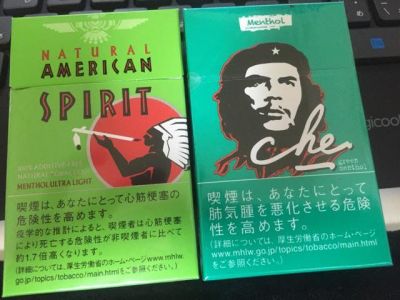 NATURAL
AMERICAN
SPIRIT
100% ADDITIVE-FREE
NATURAL TOBACCO
MENTHOL ULTRA LIGHT
喫煙は、あなたにとって心筋梗塞の
危険性を高めます。
疫学的な推計によると、喫煙者は心筋梗塞
により死亡する危険性が非喫煙者に比べて
約1.7倍高くなります。
(詳細については、厚生労働省のホーム・ページwww.mhlw.
go.jp/topics/tobacco/main.htmlをご参照ください。)
Menthol
che
green
menthol
喫煙は、あなたにとって
肺気腫を悪化させる危険
性を高めます。
(詳細については、厚生労働省のホーム・ページ
www.mhlw.go.jp/topics/tobacco/main.html
をご参照ください。)
gicool